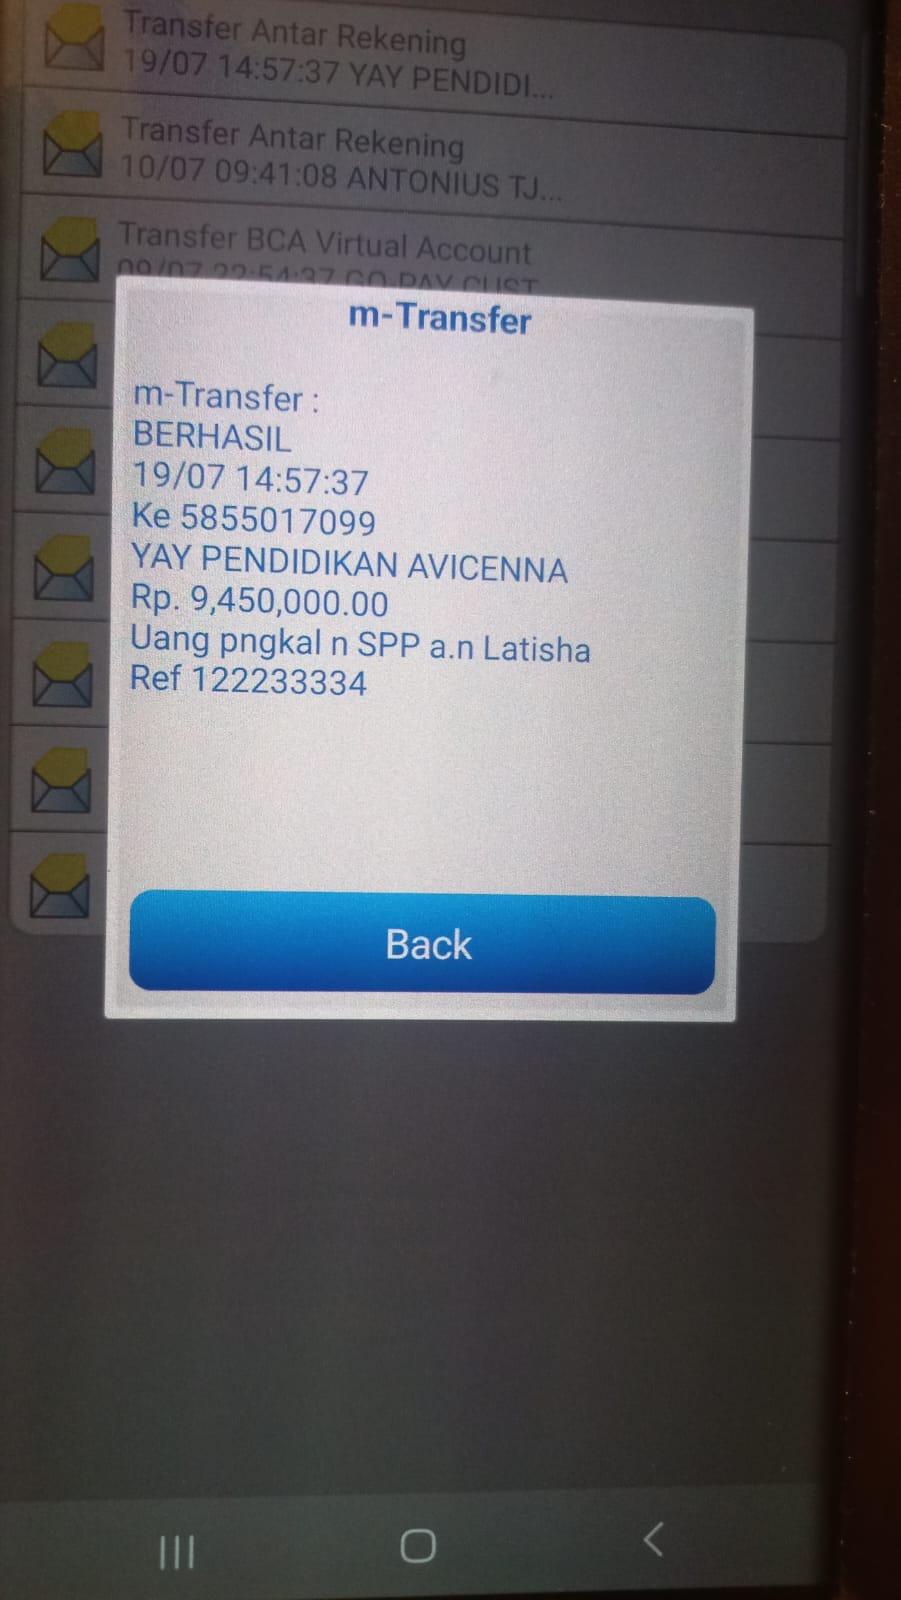 Transfer Antar Rekening
19/07 14:57:37 YAY PENDIDI...
Transfer Antar Rekening
10/07 09:41:08 ANTONIUS TJ...
Transfer BCA Virtual Account
09/07 22:54:37 GO-PAY CUST
m-Transfer
m-Transfer :
BERHASIL
19/07 14:57:37
Ke 5855017099
YAY PENDIDIKAN AVICENNA
Rp. 9,450,000.00
Uang pngkal n SPP a.n Latisha
Ref 122233334
Back